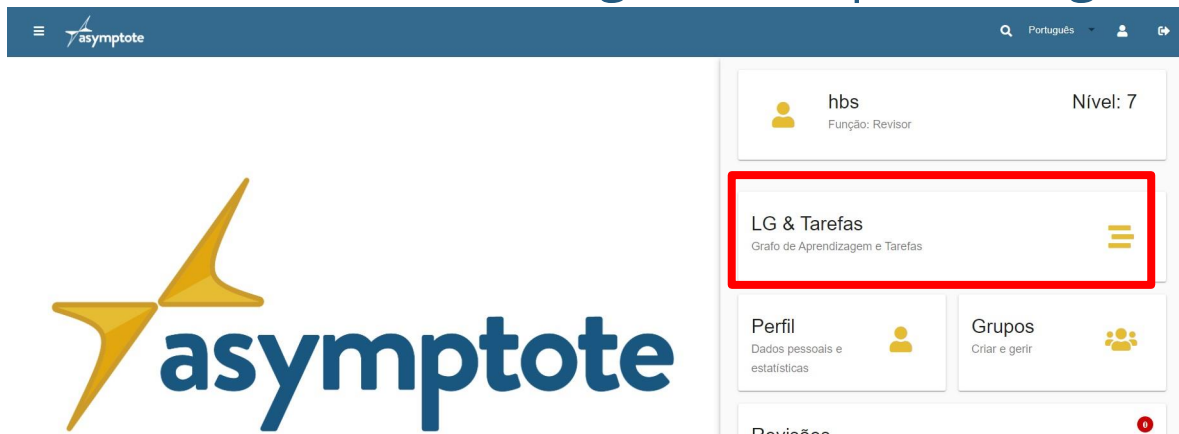 asymptote
Português
hbs
Nível: 7
Função: Revisor
LG & Tarefas
Grafo de Aprendizagem e Tarefas
Perfil
Dados pessoais e
estatísticas
Grupos
Criar e gerir
asymptote
Revisões
0